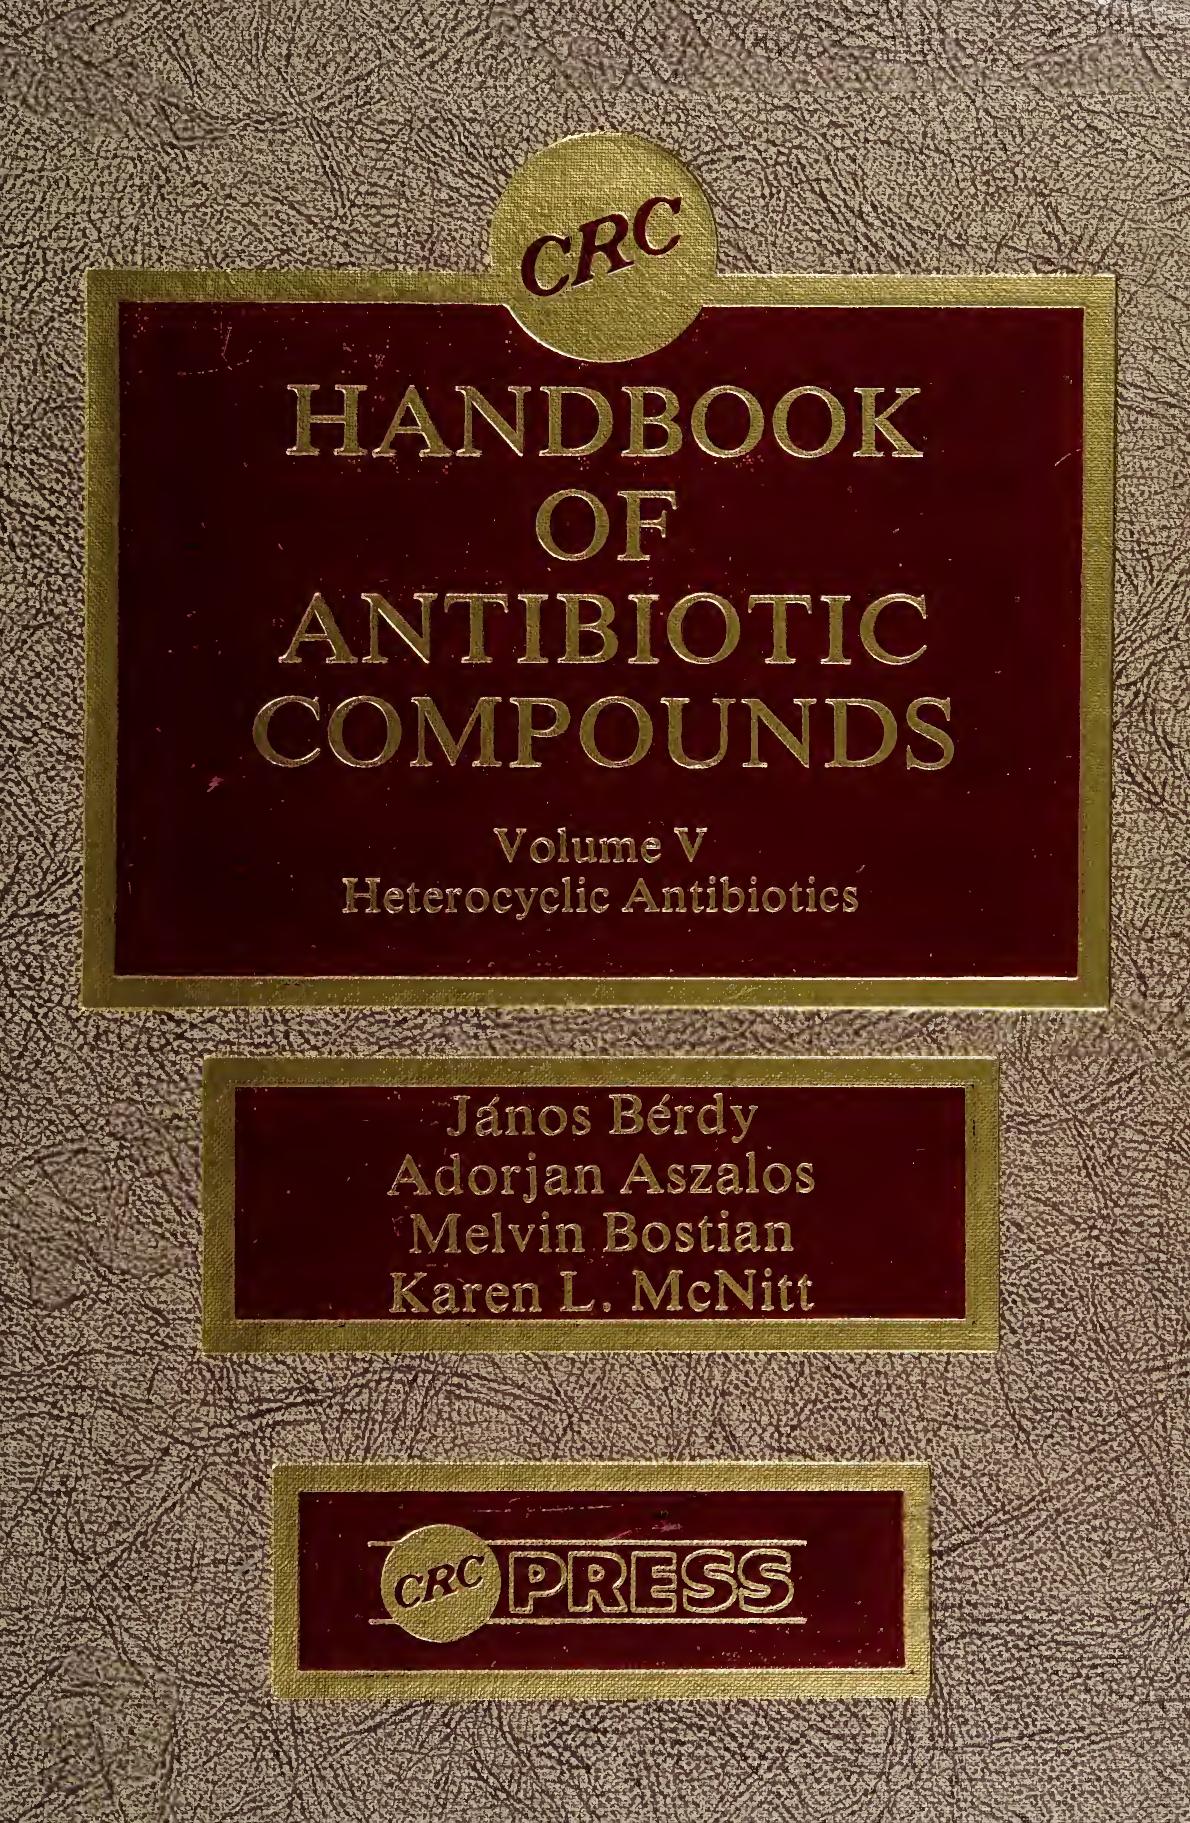 CRC
HANDBOOK
OF
ANTIBIOTIC
COMPOUNDS
Volume V
Heterocyclic Antibiotics
János Bérdy
Adorjan Aszalos
Melvin Bostian
Karen L. McNitt
CRC PRESS